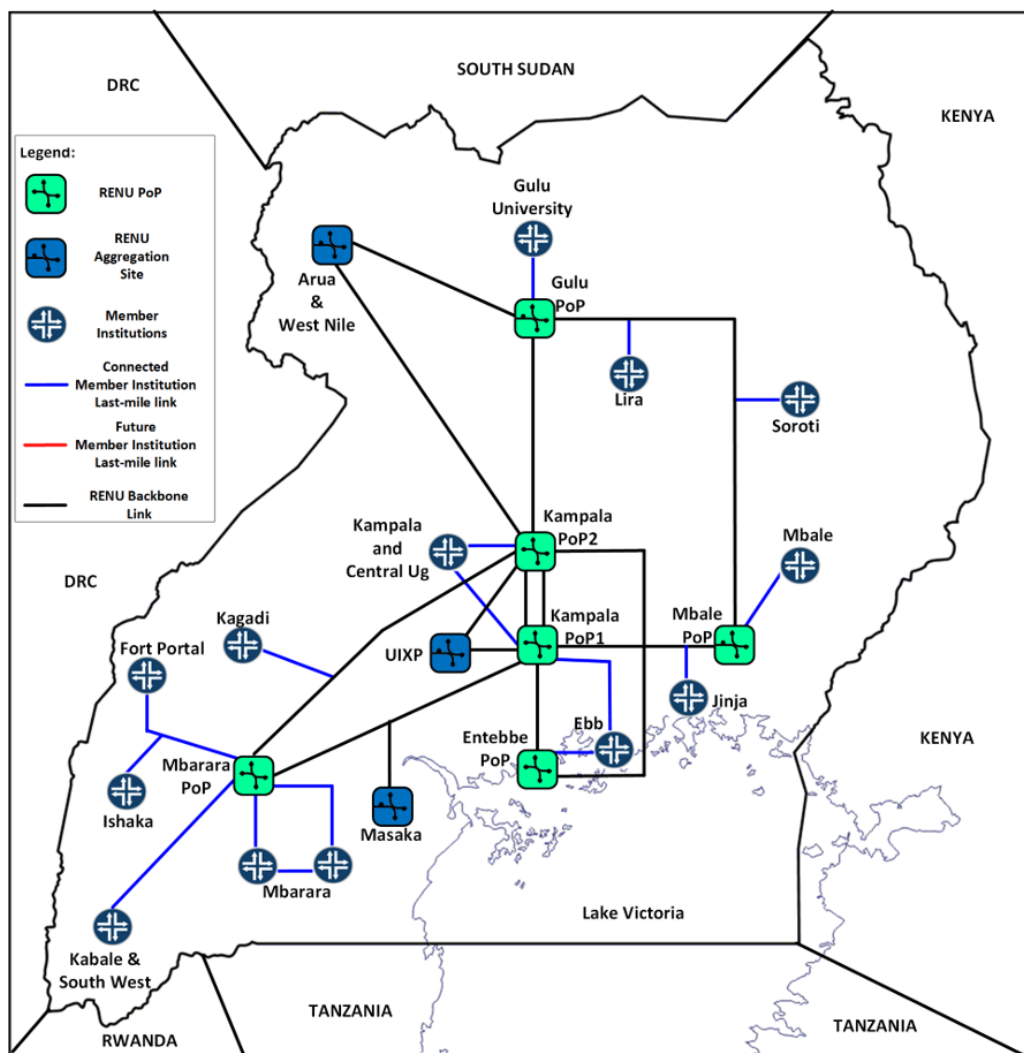 SOUTH SUDAN
DRC
KENYA
Legend:
RENU PoP
RENU
Aggregation
Site
Member
Institutions
Connected
Member Institution
Last-mile link
Future
Member Institution
Last-mile link
RENU Backbone
Link
Gulu
University
Arua
&
West Nile
Gulu
PoP
Lira
Soroti
Kampala
and
Central Ug
Kampala
PoP2
Mbale
DRC
Kagadi
Fort Portal
UIXP
Kampala
PoP1
Mbale
PoP
Jinja
Ebb
Entebbe
PoP
KENYA
Mbarara
PoP
Ishaka
Masaka
Mbarara
Lake Victoria
Kabale &
South West
TANZANIA
RWANDA
TANZANIA